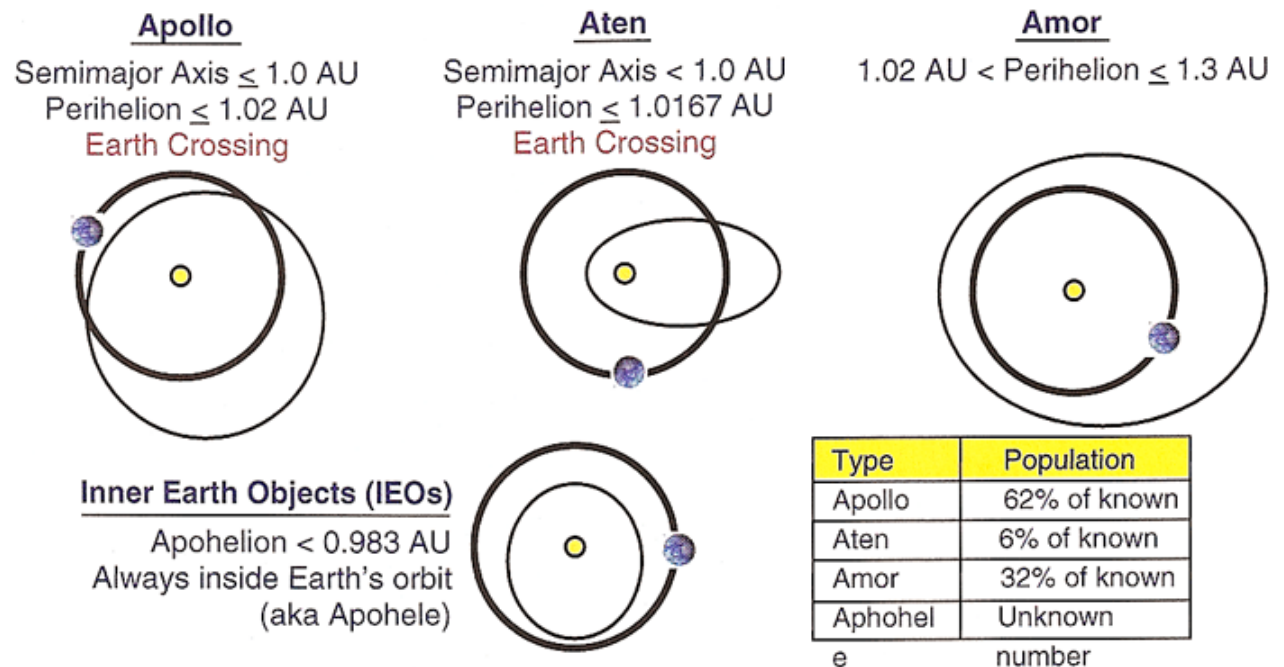 Apollo
Semimajor Axis ≤ 1.0 AU
Perihelion ≤ 1.02 AU
Earth Crossing
Aten
Semimajor Axis < 1.0 AU
Perihelion ≤ 1.0167 AU
Earth Crossing
Amor
1.02 AU < Perihelion ≤ 1.3 AU
Inner Earth Objects (IEOs)
Apohelion < 0.983 AU
Always inside Earth's orbit
(aka Apohele)
Type Population
Apollo 62% of known
Aten 6% of known
Amor 32% of known
Aphohel Unknown
e number